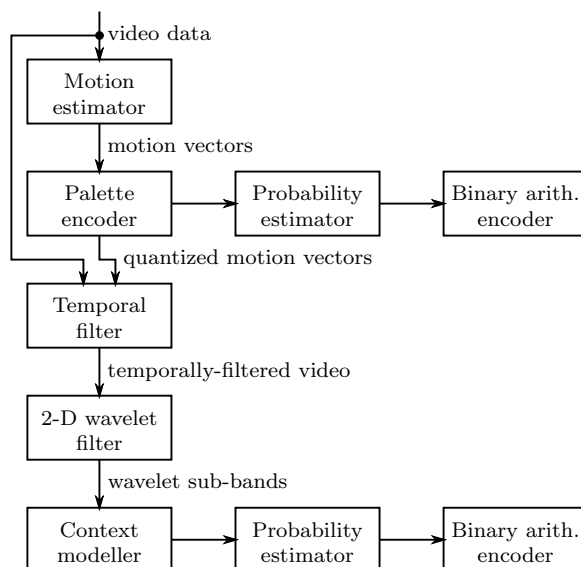 video data
Motion
estimator
motion vectors
Palette
encoder
Probability
estimator
Binary arith.
encoder
quantized motion vectors
Temporal
filter
temporally-filtered video
2-D wavelet
filter
wavelet sub-bands
Context
modeller
Probability
estimator
Binary arith.
encoder